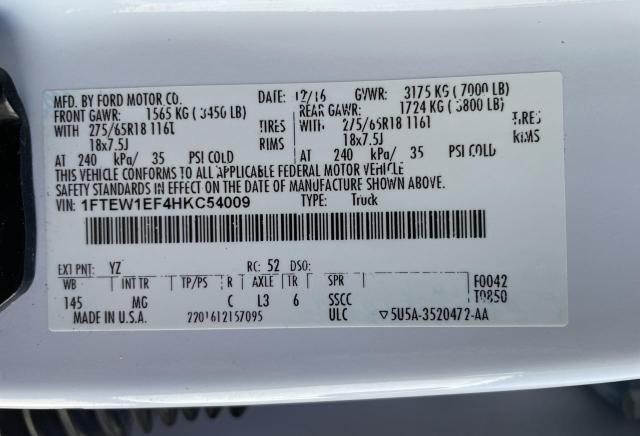 MFD. BY FORD MOTOR CO. DATE: 12/16 GVWR: 3175 KG ( 7000 LB)
FRONT GAWR: 1565 KG ( 3450 LB) REAR GAWR: 1724 KG ( 3800 LB)
WITH 275/65R18 116T TIRES WITH 275/65R18 116T TIRES
18x7.5J RIMS 18x7.5J RIMS
AT 240 kPa/ 35 PSI COLD AT 240 kPa/ 35 PSI COLD
THIS VEHICLE CONFORMS TO ALL APPLICABLE FEDERAL MOTOR VEHICLE
SAFETY STANDARDS IN EFFECT ON THE DATE OF MANUFACTURE SHOWN ABOVE.
VIN: 1FTEW1EF4HKC54009 TYPE: Truck
EXT PNT: YZ RC: 52 DSO:
WB INT TR TP/PS R AXLE TR SPR F0042
145 MG C L3 6 SSCC T0850
MADE IN U.S.A. 2201612157095 ULC ▽5U5A-3520472-AA